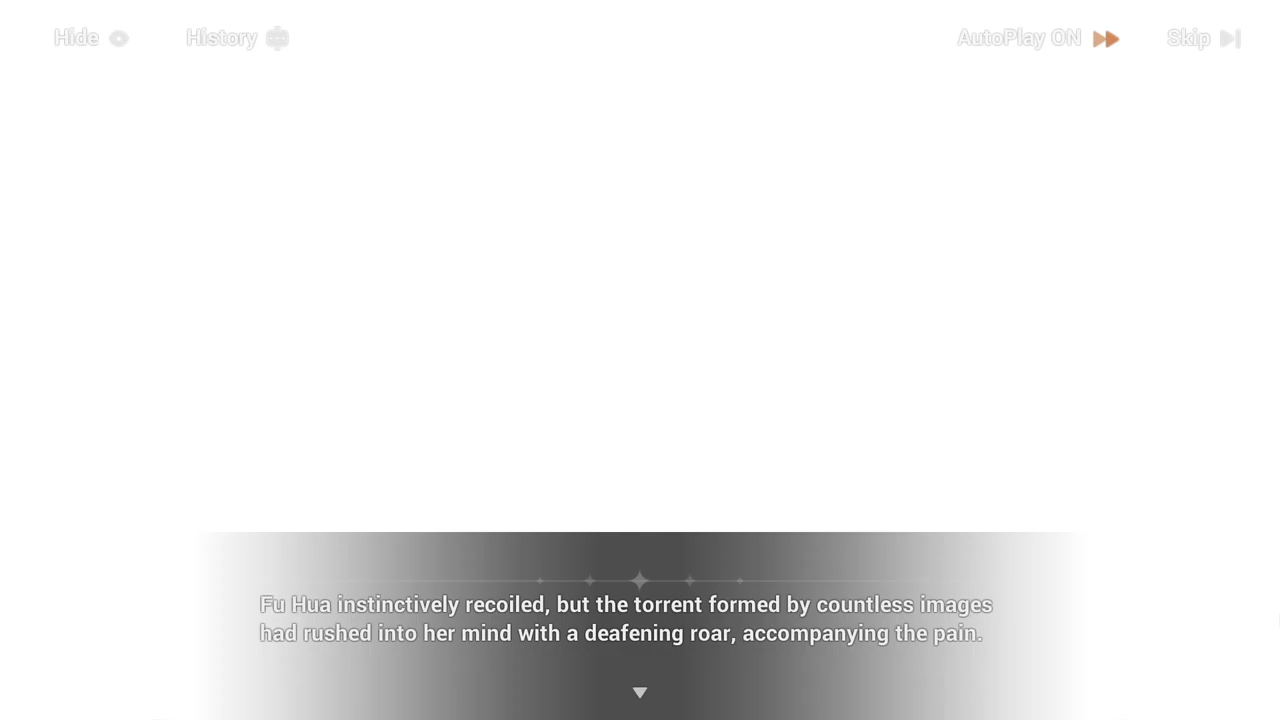 Hide
History
AutoPlay ON
Skip
Fu Hua instinctively recoiled, but the torrent formed by countless images
had rushed into her mind with a deafening roar, accompanying the pain.